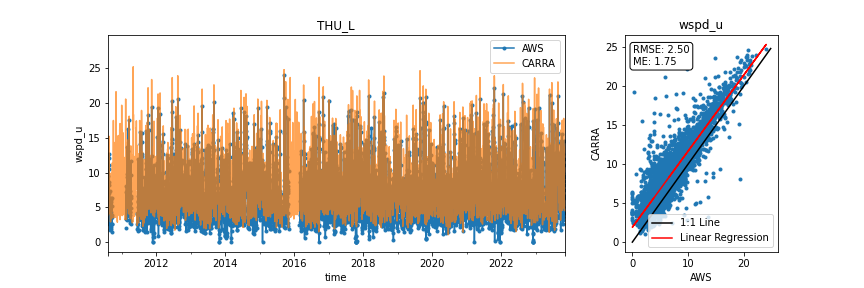 THU_L
wspd_u
25
20
15
10
5
0
AWS
CARRA
2012
2014
2016
2018
2020
2022
time
wspd_u
CARRA
25
20
15
10
5
0
RMSE: 2.50
ME: 1.75
1:1 Line
Linear Regression
0
10
20
AWS